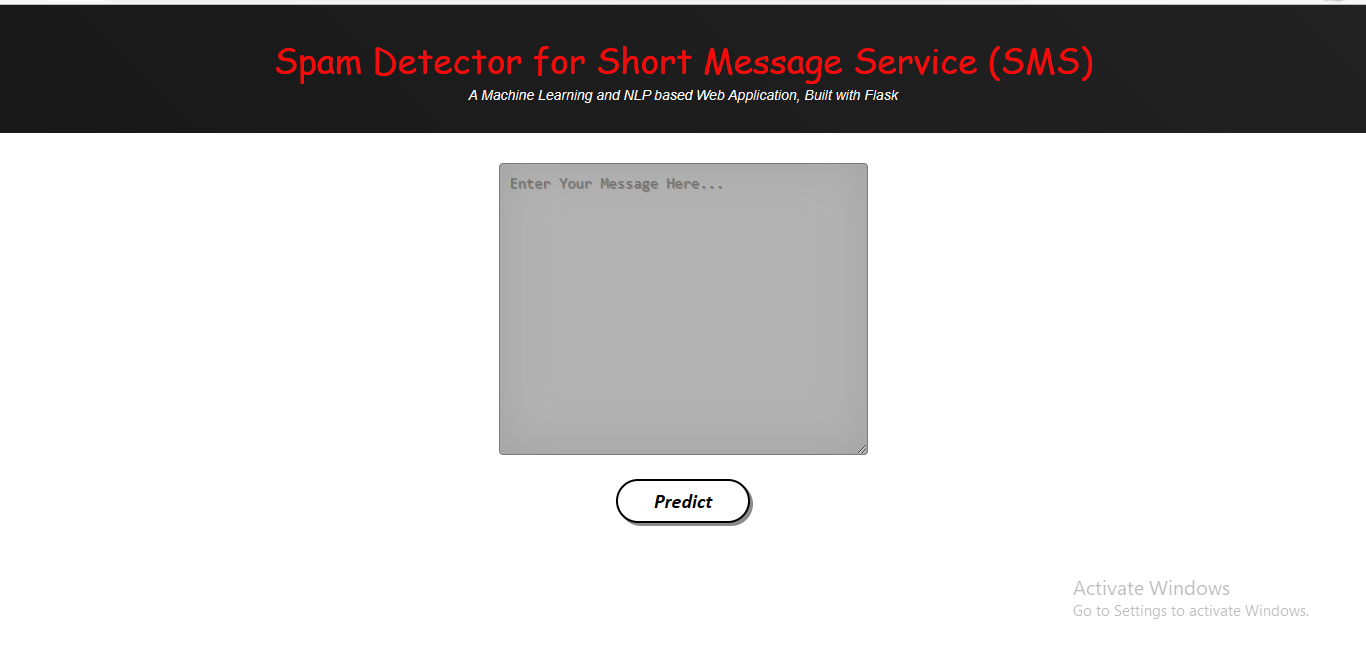 Spam Detector for Short Message Service (SMS)
A Machine Learning and NLP based Web Application, Built with Flask
Enter Your Message Here...
Predict
Activate Windows
Go to Settings to activate Windows.